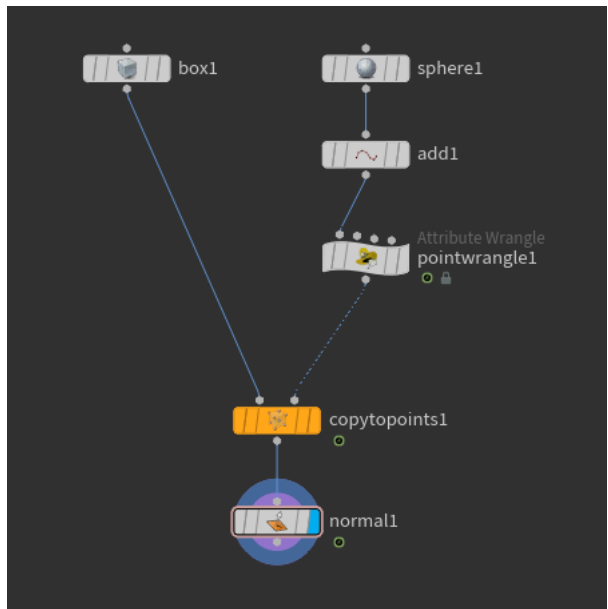 box1
sphere1
add1
Attribute Wrangle
pointwrangle1
copytopoints1
normal1